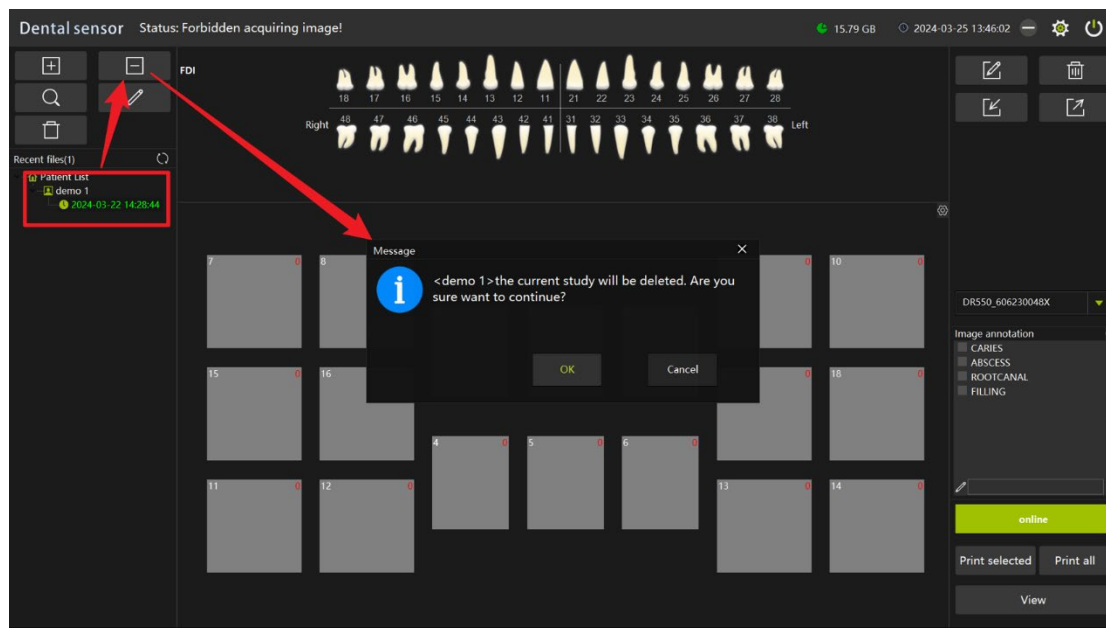 Dental sensor Status: Forbidden acquiring image! 15.79 GB 2024-03-25 13:46:02
FDI
18 17 16 15 14 13 12 11 21 22 23 24 25 26 27 28
Right 48 47 46 45 44 43 42 41 31 32 33 34 35 36 37 38 Left
Recent files(1)
Patient List
demo 1
2024-03-22 14:28:44
Message
<demo 1>the current study will be deleted. Are you
sure want to continue?
OK Cancel
7 0 8 0 10 0
15 0 16 0 18 0
4 0 5 0 6 0
11 0 12 0 13 0 14 0
DR550_606230048X
Image annotation
CARIES
ABSCESS
ROOTCANAL
FILLING
online
Print selected Print all
View